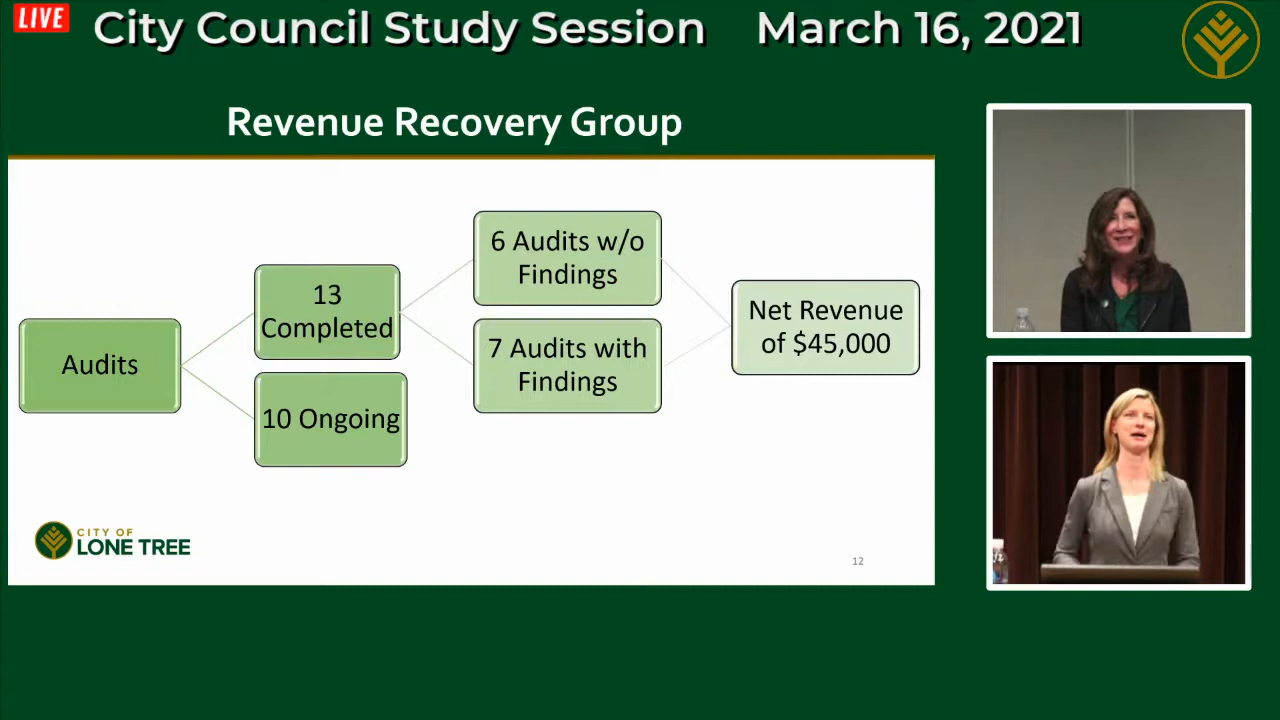 LIVE
City Council Study Session March 16, 2021
Revenue Recovery Group
Audits
13
Completed
10 Ongoing
6 Audits w/o
Findings
7 Audits with
Findings
Net Revenue
of $45,000
CITY OF
LONE TREE
12